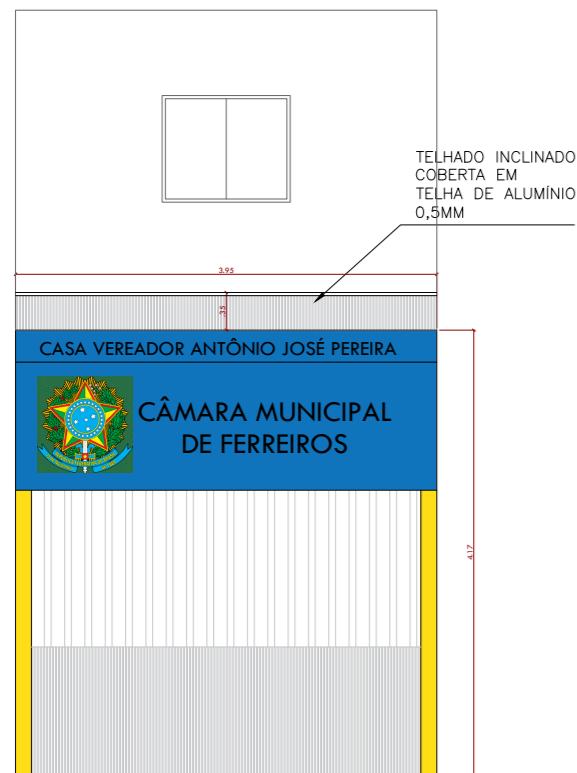 TELHADO INCLINADO
COBERTA EM
TELHA DE ALUMÍNIO
0,5MM
3.95
.35
CASA VEREADOR ANTÔNIO JOSÉ PEREIRA
CÂMARA MUNICIPAL
DE FERREIROS
4.17